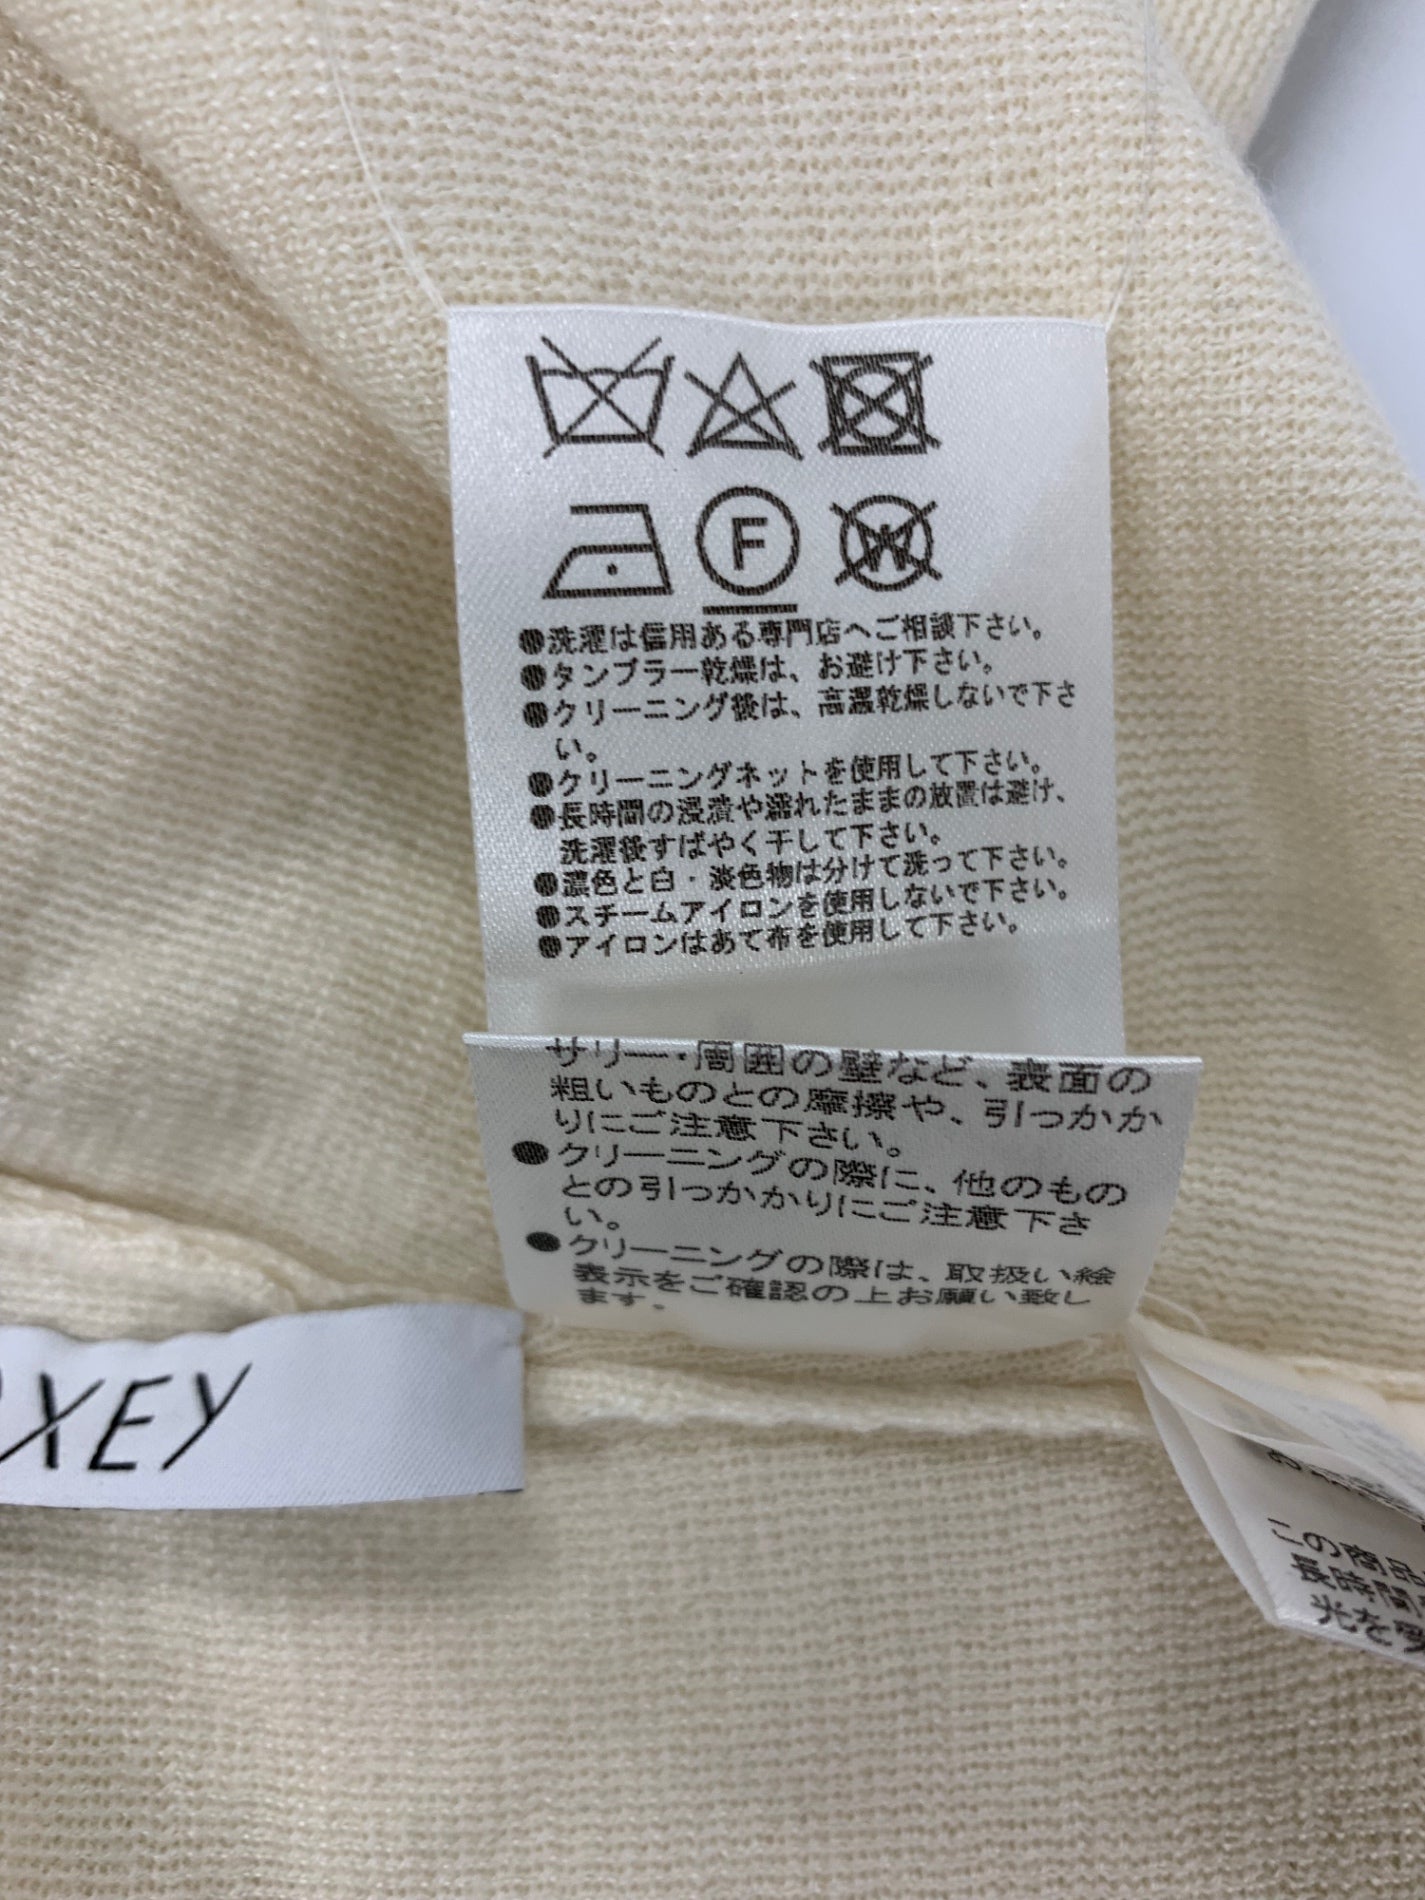 F
W
●洗濯は信用ある専門店へご相談下さい。
●タンブラー乾燥は、お避け下さい。
●クリーニング後は、高温乾燥しないで下さ
い。
●クリーニングネットを使用して下さい。
●長時間の浸漬や濡れたままの放置は避け、
洗濯後すばやく干して下さい。
●濃色と白・淡色物は分けて洗って下さい。
●スチームアイロンを使用しないで下さい。
●アイロンはあて布を使用して下さい。
サリー・周囲の壁など、表面の
粗いものとの摩擦や、引っかか
りにご注意下さい。
●クリーニングの際に、他のもの
との引っかかりにご注意下さ
い。
●クリーニングの際は、取扱い絵
表示をご確認の上お願い致し
ます。
XEY
この商品
長時間
光を受